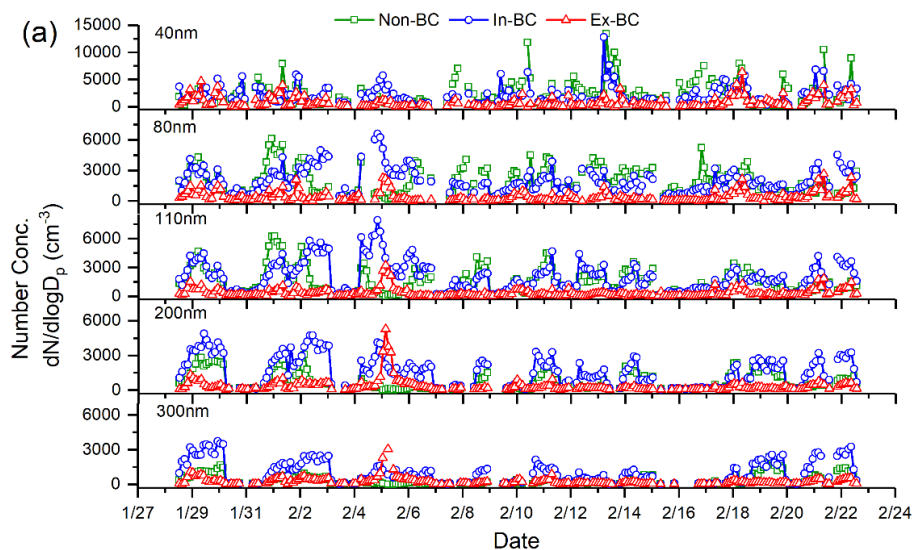 (a)
Non-BC In-BC Ex-BC
40nm
15000
10000
5000
0
80nm
6000
3000
0
110nm
6000
3000
0
200nm
6000
3000
0
300nm
6000
3000
0
Number Conc.
dN/dlogDp (cm-3)
1/27 1/29 1/31 2/2 2/4 2/6 2/8 2/10 2/12 2/14 2/16 2/18 2/20 2/22 2/24
Date